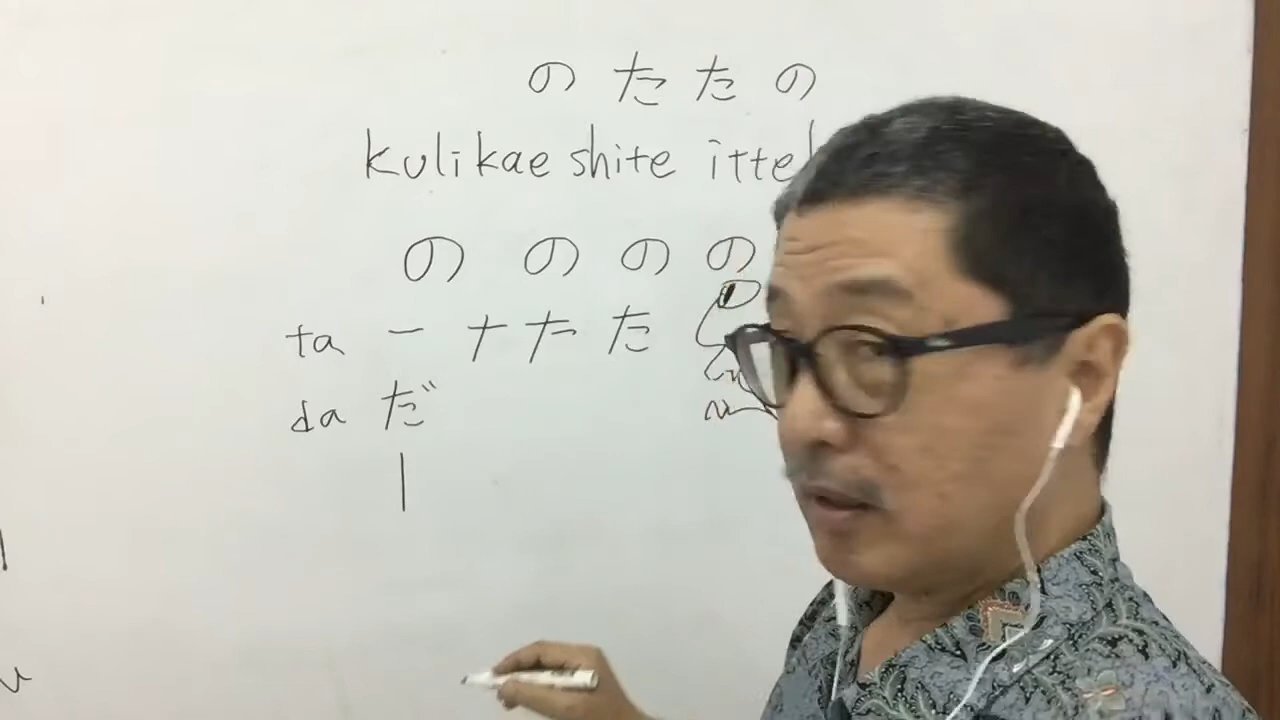 の た た の
kulikae shite itte
の の の の
ta 一 ナ た た
da だ
|